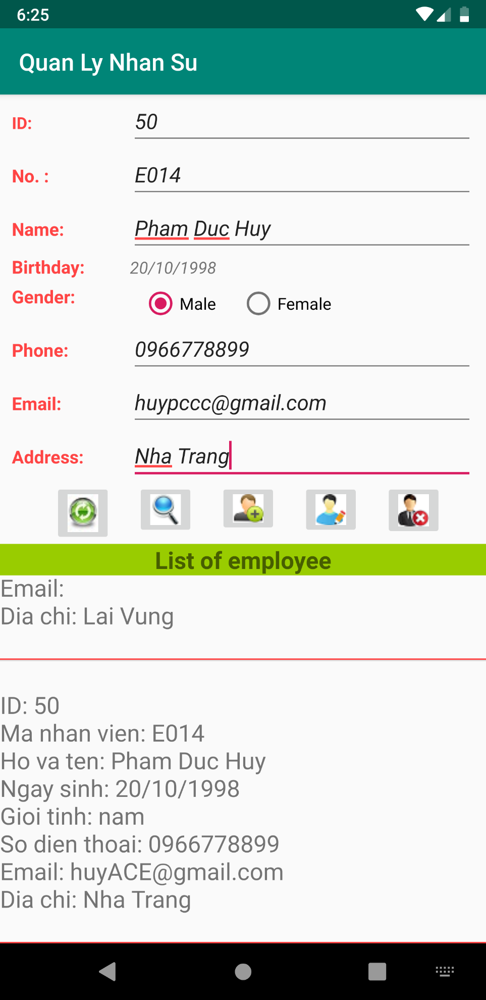 6:25
Quan Ly Nhan Su
ID: 50
No. : E014
Name: Pham Duc Huy
Birthday: 20/10/1998
Gender: Male Female
Phone: 0966778899
Email: huypccc@gmail.com
Address: Nha Trang
List of employee
Email:
Dia chi: Lai Vung
ID: 50
Ma nhan vien: E014
Ho va ten: Pham Duc Huy
Ngay sinh: 20/10/1998
Gioi tinh: nam
So dien thoai: 0966778899
Email: huyACE@gmail.com
Dia chi: Nha Trang